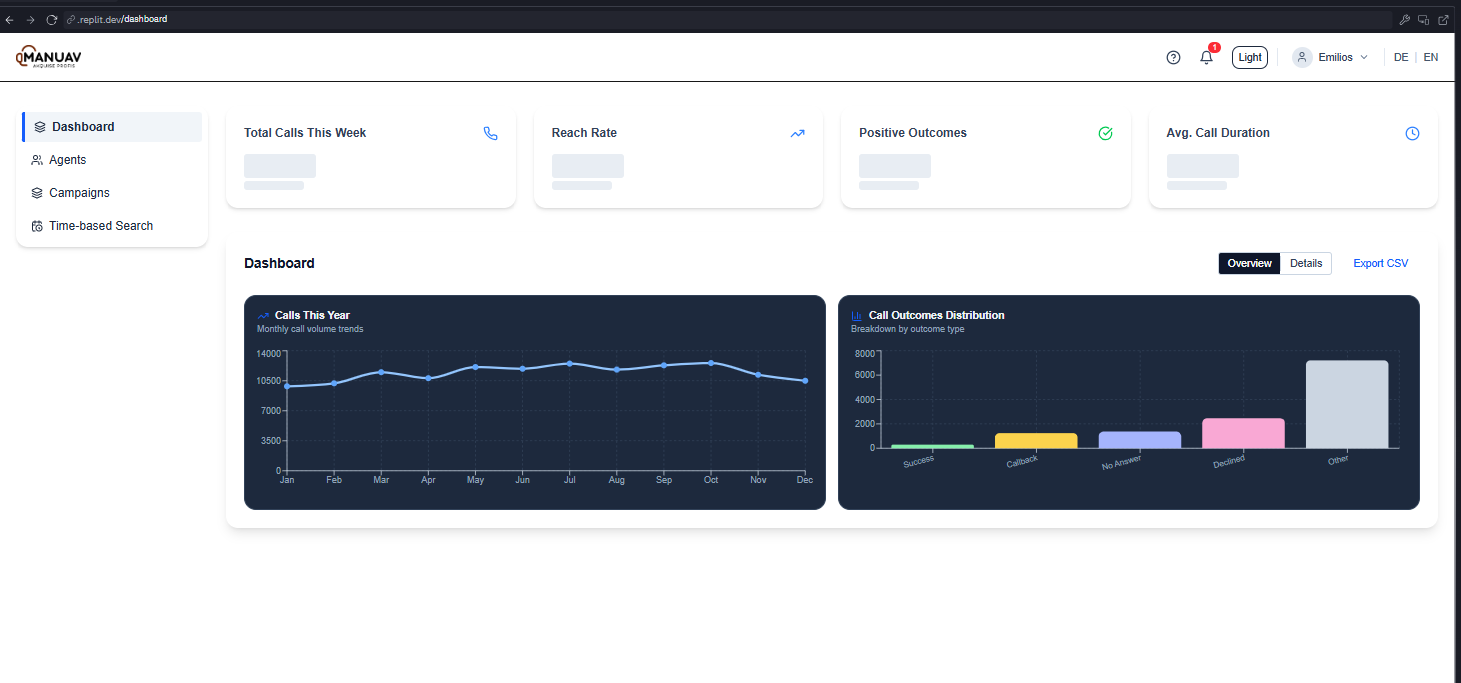 .replit.dev/dashboard
MANUAV
AKQUISE PROFIS
1
Light
Emilios
DE | EN
Dashboard
Agents
Campaigns
Time-based Search
Total Calls This Week
Reach Rate
Positive Outcomes
Avg. Call Duration
Dashboard
Overview
Details
Export CSV
Calls This Year
Monthly call volume trends
14000
10500
7000
3500
0
Jan Feb Mar Apr May Jun Jul Aug Sep Oct Nov Dec
Call Outcomes Distribution
Breakdown by outcome type
8000
6000
4000
2000
0
Success Callback No Answer Declined Other